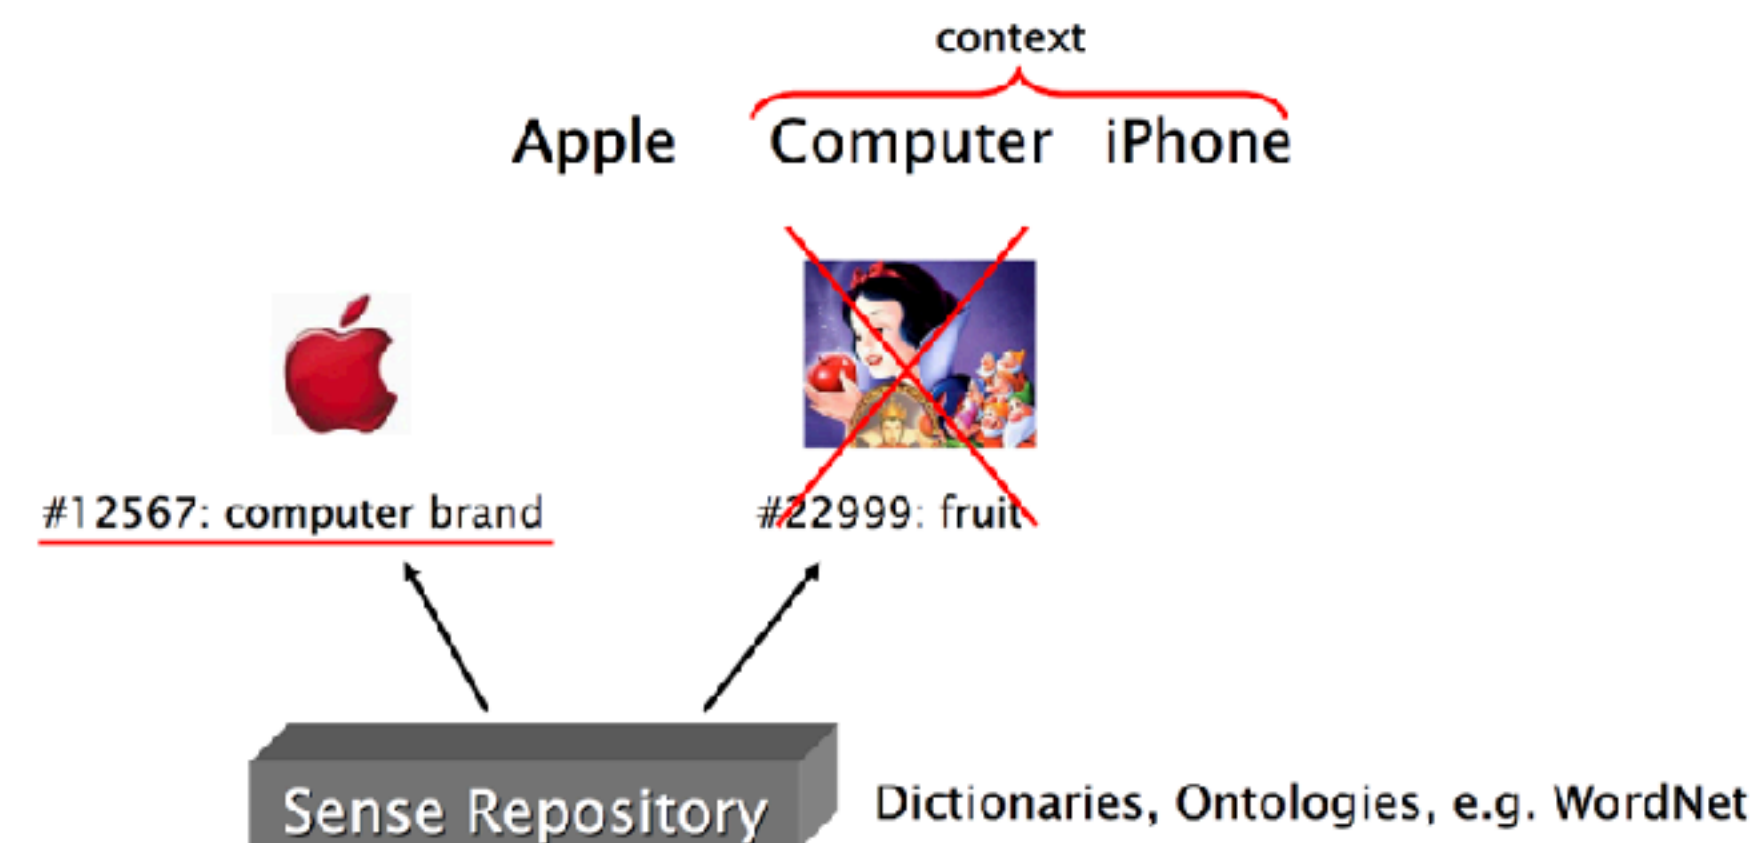 context
Apple Computer iPhone
#12567: computer brand
#22999: fruit
Sense Repository
Dictionaries, Ontologies, e.g. WordNet